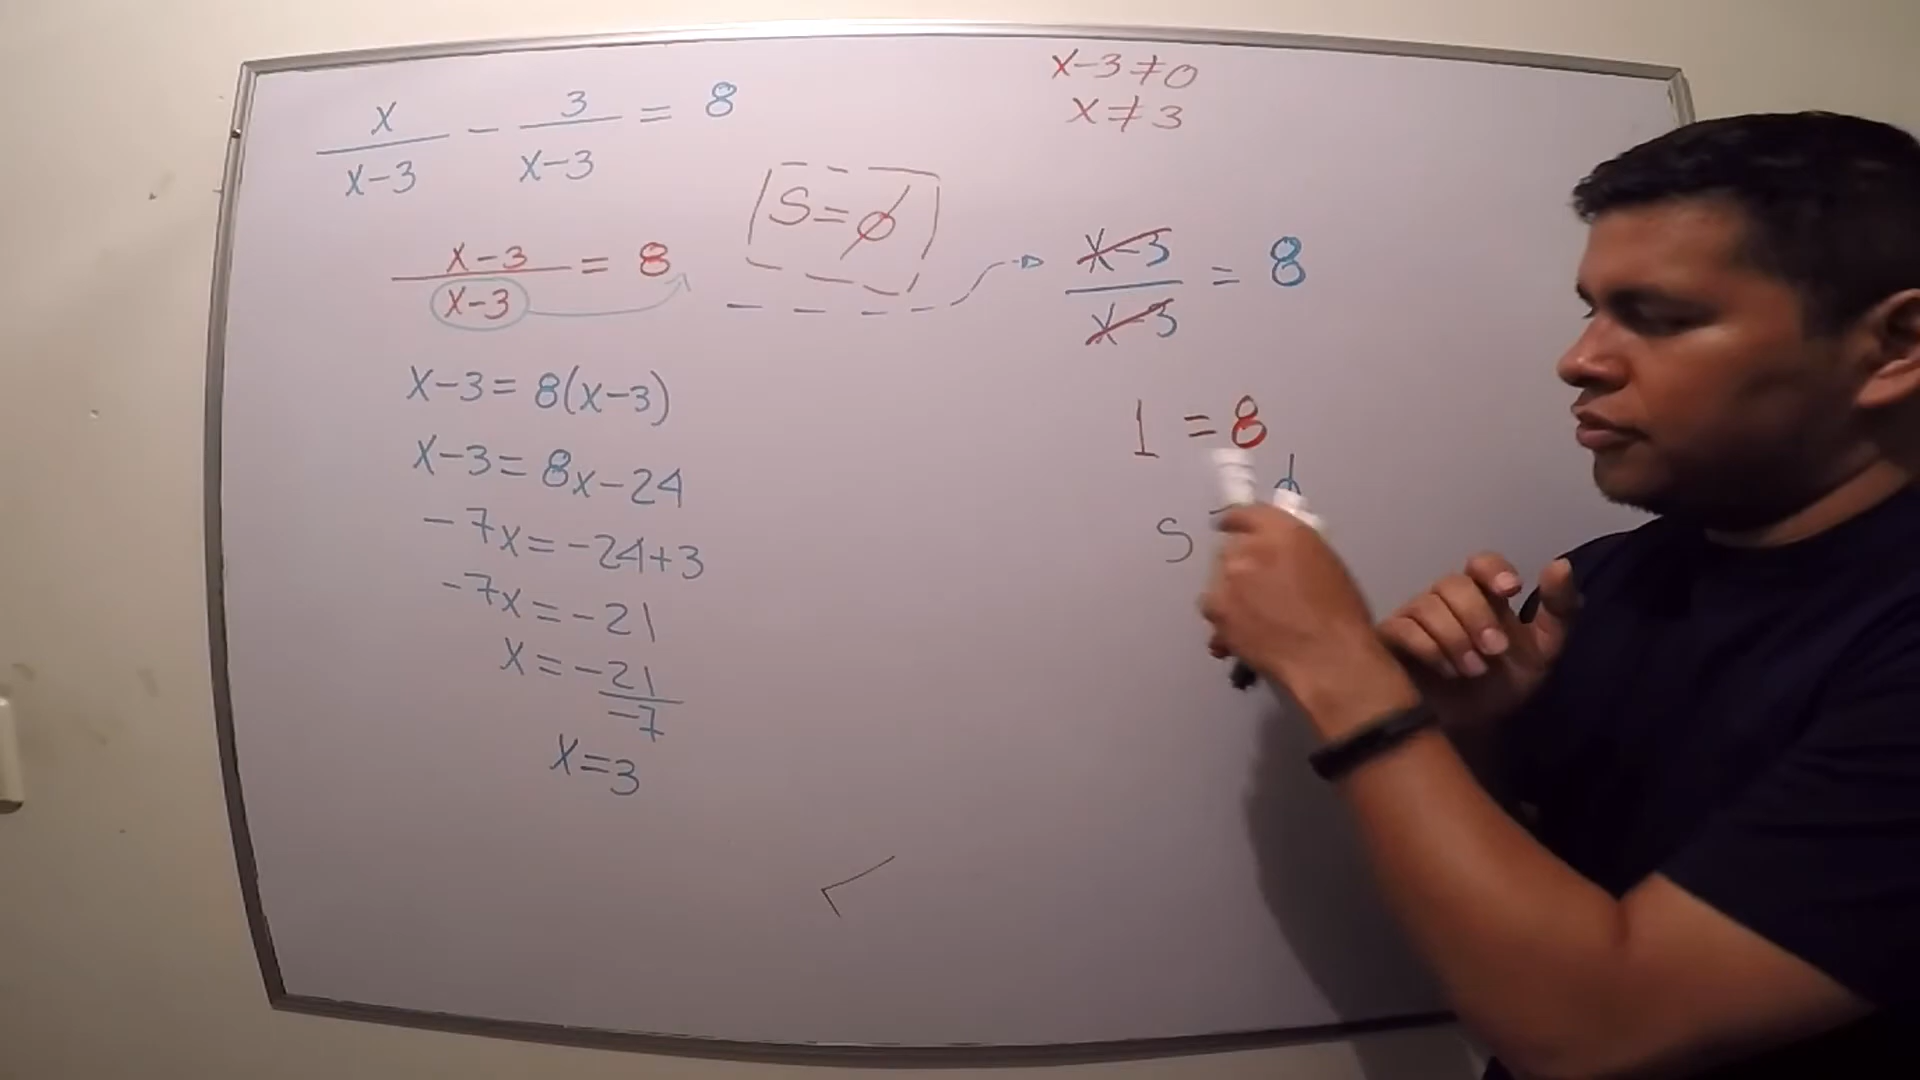 x/(x-3) - 3/(x-3) = 8
(x-3)/(x-3) = 8
x-3 = 8(x-3)
x-3 = 8x-24
-7x = -24+3
-7x = -21
x = -21/-7
x = 3
S = ∅
x-3 ≠ 0
x ≠ 3
(x-3)/(x-3) = 8
1 = 8
S